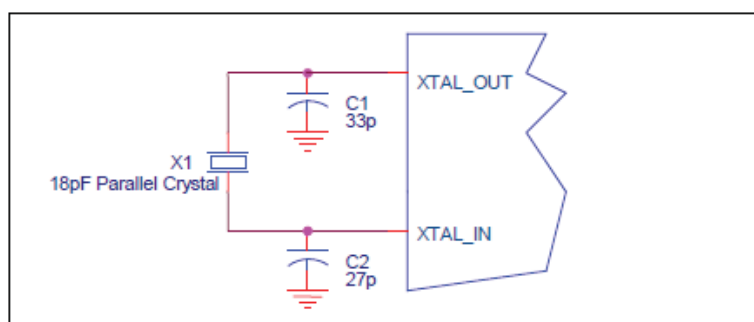 XTAL_OUT
C1
33p
X1
18pF Parallel Crystal
XTAL_IN
C2
27p